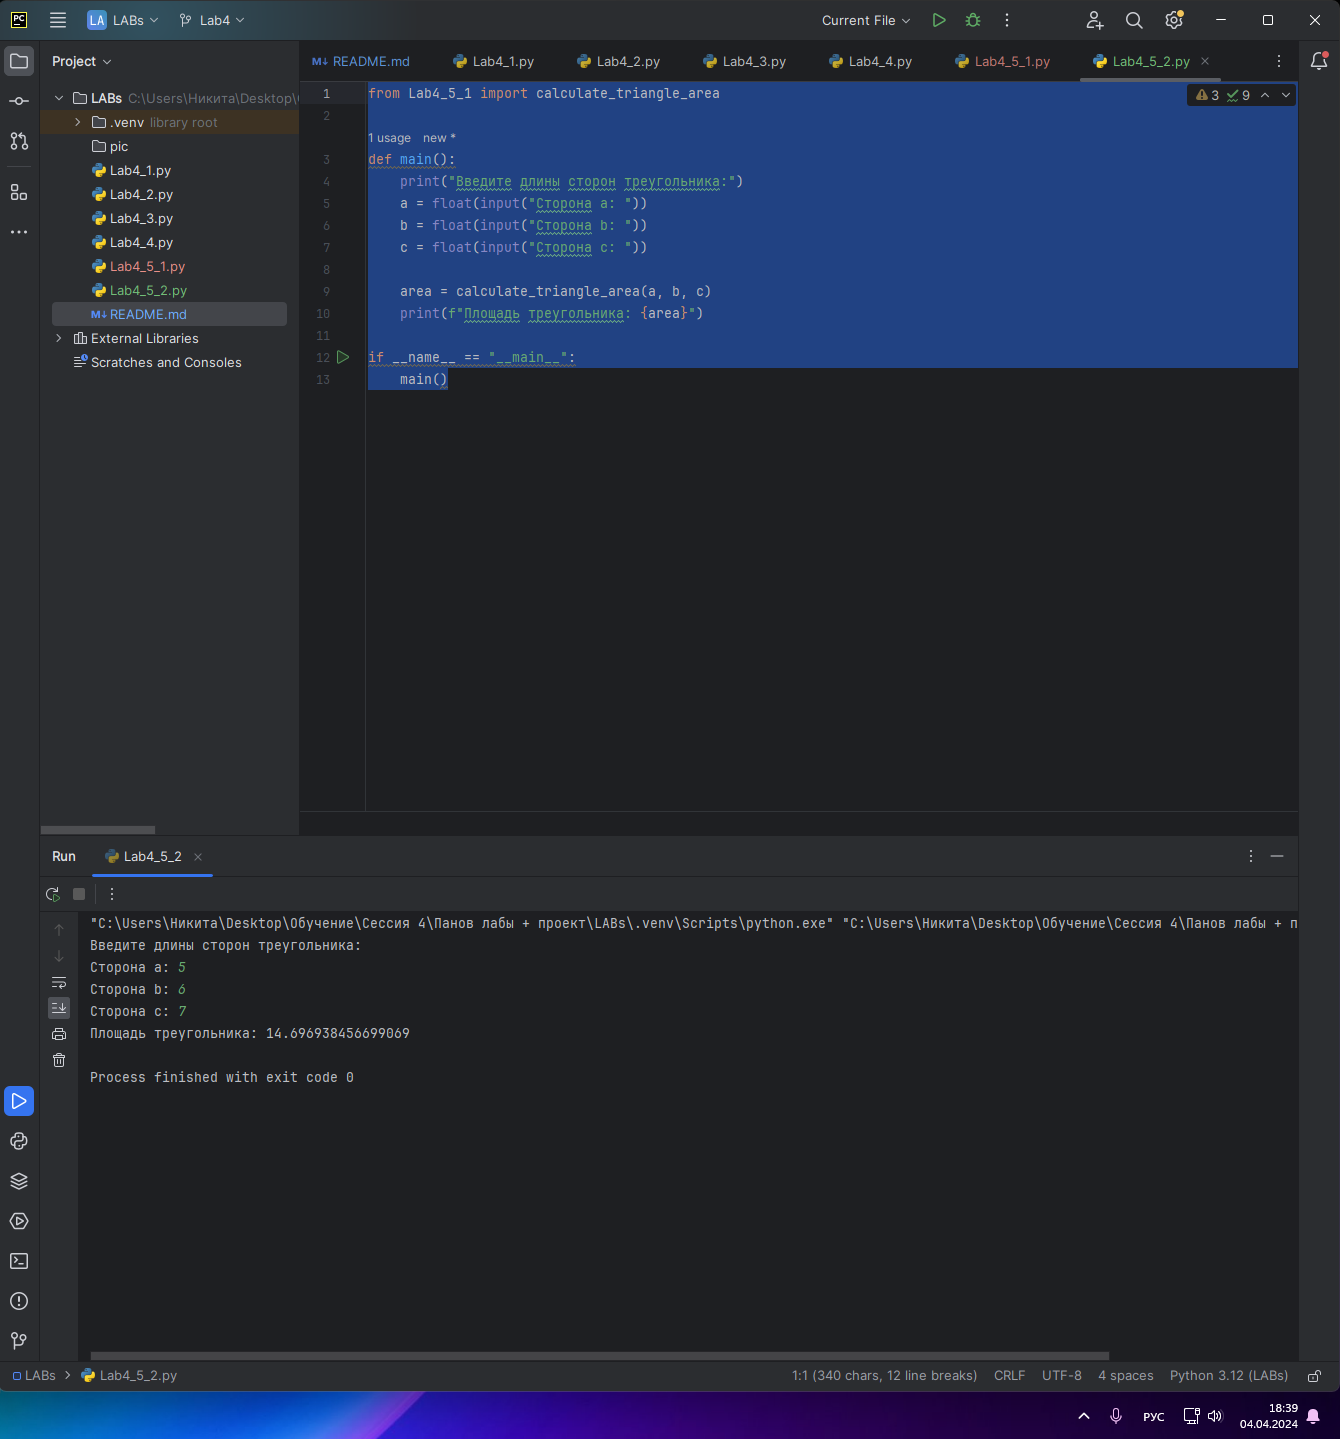 PC
LA LABs Lab4 Current File
Project
LABs C:\Users\Никита\Desktop\
.venv library root
pic
Lab4_1.py
Lab4_2.py
Lab4_3.py
Lab4_4.py
Lab4_5_1.py
Lab4_5_2.py
M↓ README.md
External Libraries
Scratches and Consoles
M↓ README.md Lab4_1.py Lab4_2.py Lab4_3.py Lab4_4.py Lab4_5_1.py Lab4_5_2.py
3 9
1 from Lab4_5_1 import calculate_triangle_area
2
1 usage new *
3 def main():
4 print("Введите длины сторон треугольника:")
5 a = float(input("Сторона a: "))
6 b = float(input("Сторона b: "))
7 c = float(input("Сторона c: "))
8
9 area = calculate_triangle_area(a, b, c)
10 print(f"Площадь треугольника: {area}")
11
12 if __name__ == "__main__":
13 main()
Run Lab4_5_2
"C:\Users\Никита\Desktop\Обучение\Сессия 4\Панов лабы + проект\LABs\.venv\Scripts\python.exe" "C:\Users\Никита\Desktop\Обучение\Сессия 4\Панов лабы + п
Введите длины сторон треугольника:
Сторона a: 5
Сторона b: 6
Сторона c: 7
Площадь треугольника: 14.696938456699069
Process finished with exit code 0
LABs Lab4_5_2.py 1:1 (340 chars, 12 line breaks) CRLF UTF-8 4 spaces Python 3.12 (LABs)
РУС
18:39
04.04.2024